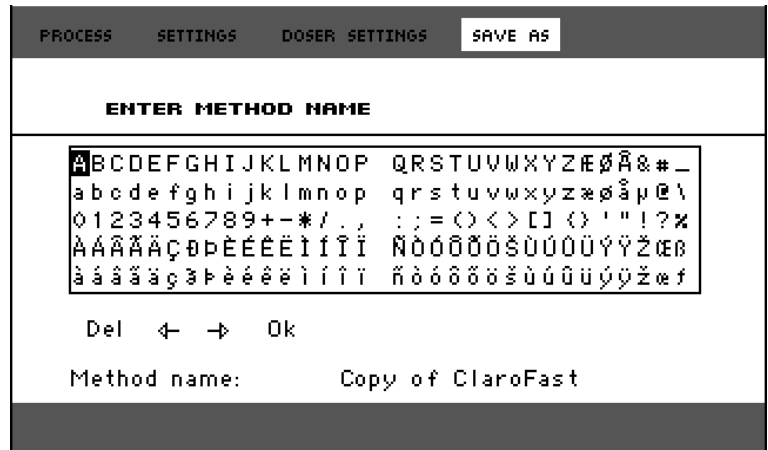 PROCESS SETTINGS DOSER SETTINGS SAVE AS
ENTER METHOD NAME
ABCDEFGHIJKLMNOP QRSTUVWXYZÆØÅ&#_
abcdefghijklmnop qrstuvwxyzæøåµ@\
0123456789+-*/., :;=()<>[]{}'"!?%
ÀÁÂÃÄÇÐÞÈÉÊËÌÍÎÏ ÑÒÓÔÕÖŠÙÚÛÜÝŸŽŒß
àáâãäçðþèéêëìíîï ñòóôõöšùúûüýÿžœƒ
Del ← → Ok
Method name: Copy of ClaroFast